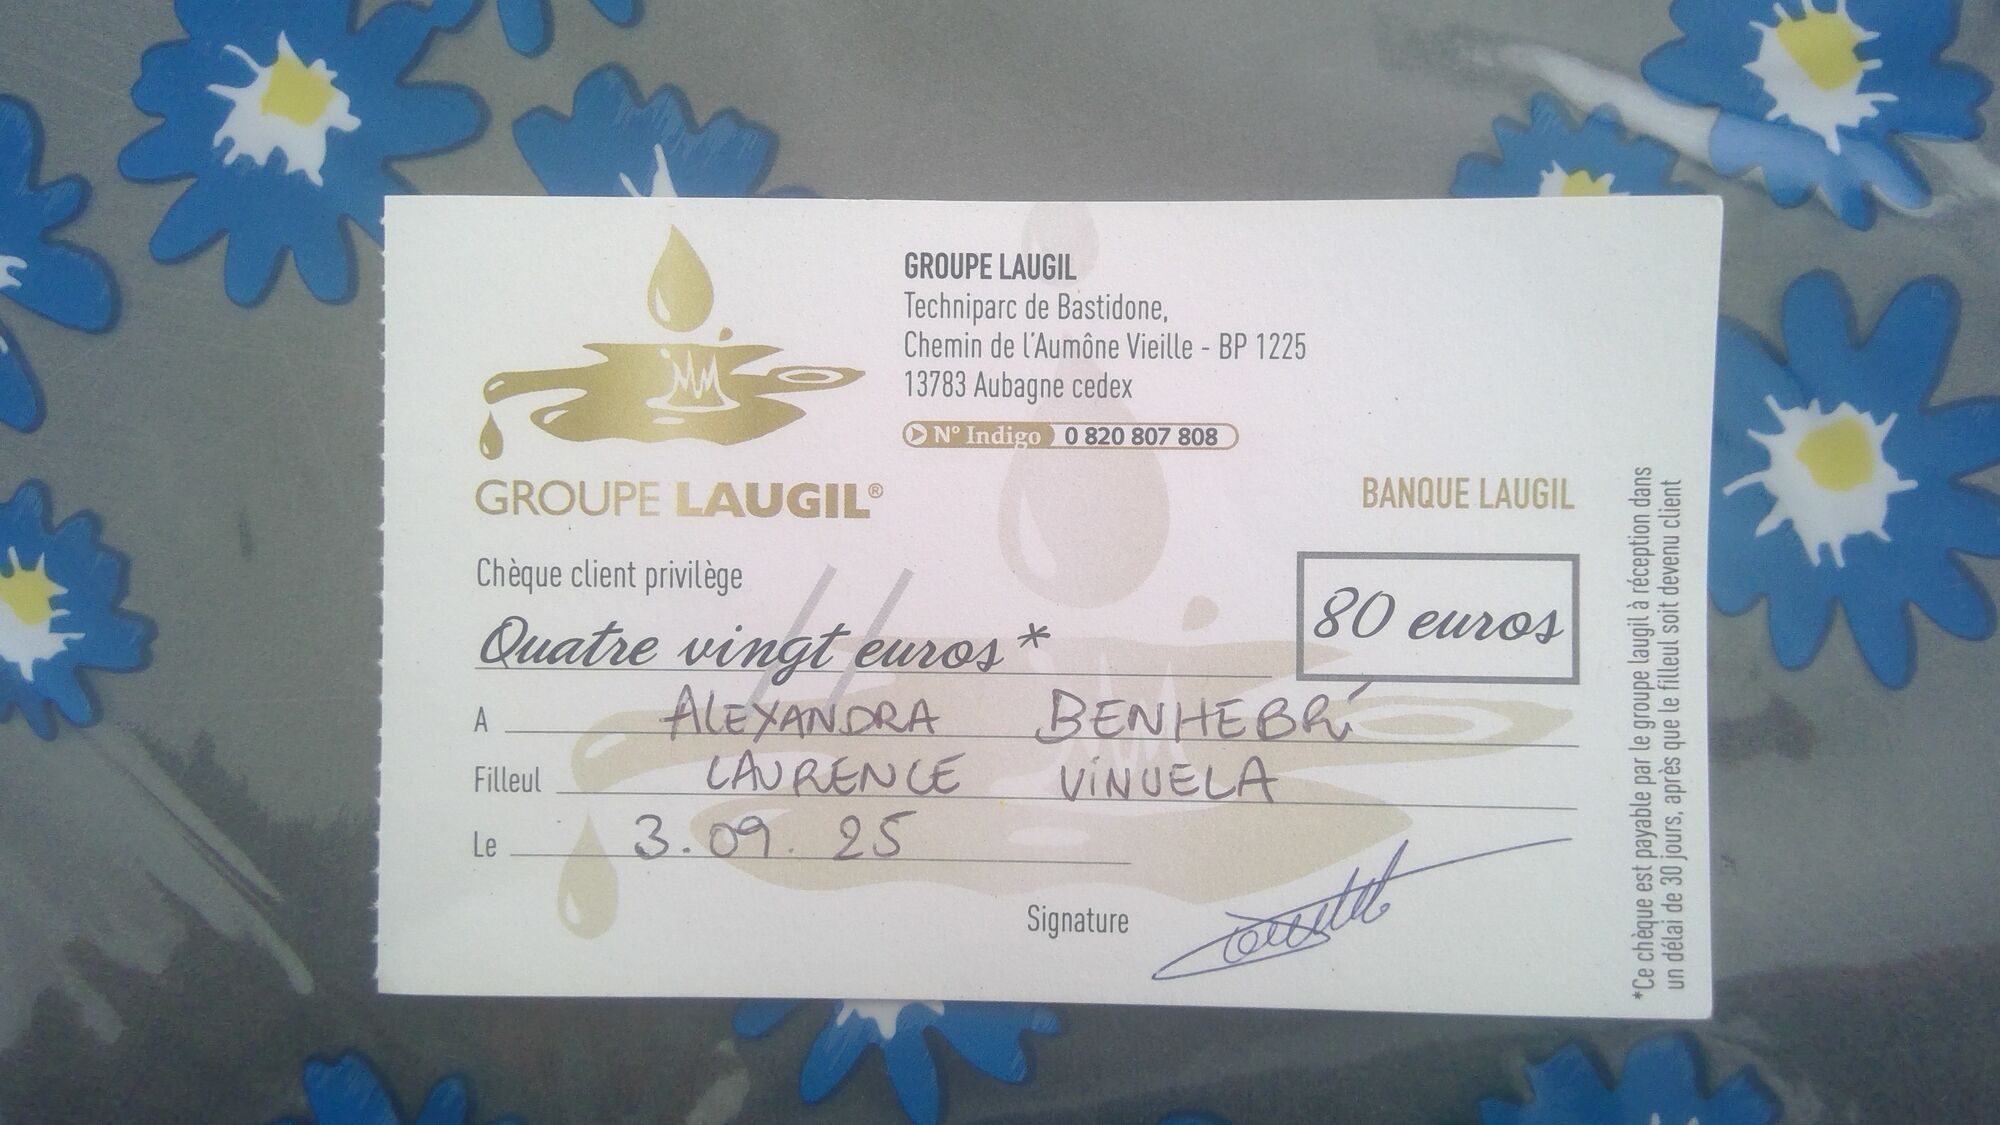 GROUPE LAUGIL
Techniparc de Bastidone,
Chemin de l'Aumône Vieille - BP 1225
13783 Aubagne cedex
N° Indigo 0 820 807 808
GROUPE LAUGIL®
BANQUE LAUGIL
Chèque client privilège
Quatre vingt euros*
80 euros
A ALEXANDRA BENHEBRi
Filleul LAURENCE ViNUELA
Le 3.09.25
Signature
*Ce chèque est payable par le groupe laugil à réception dans
un délai de 30 jours, après que le filleul soit devenu client